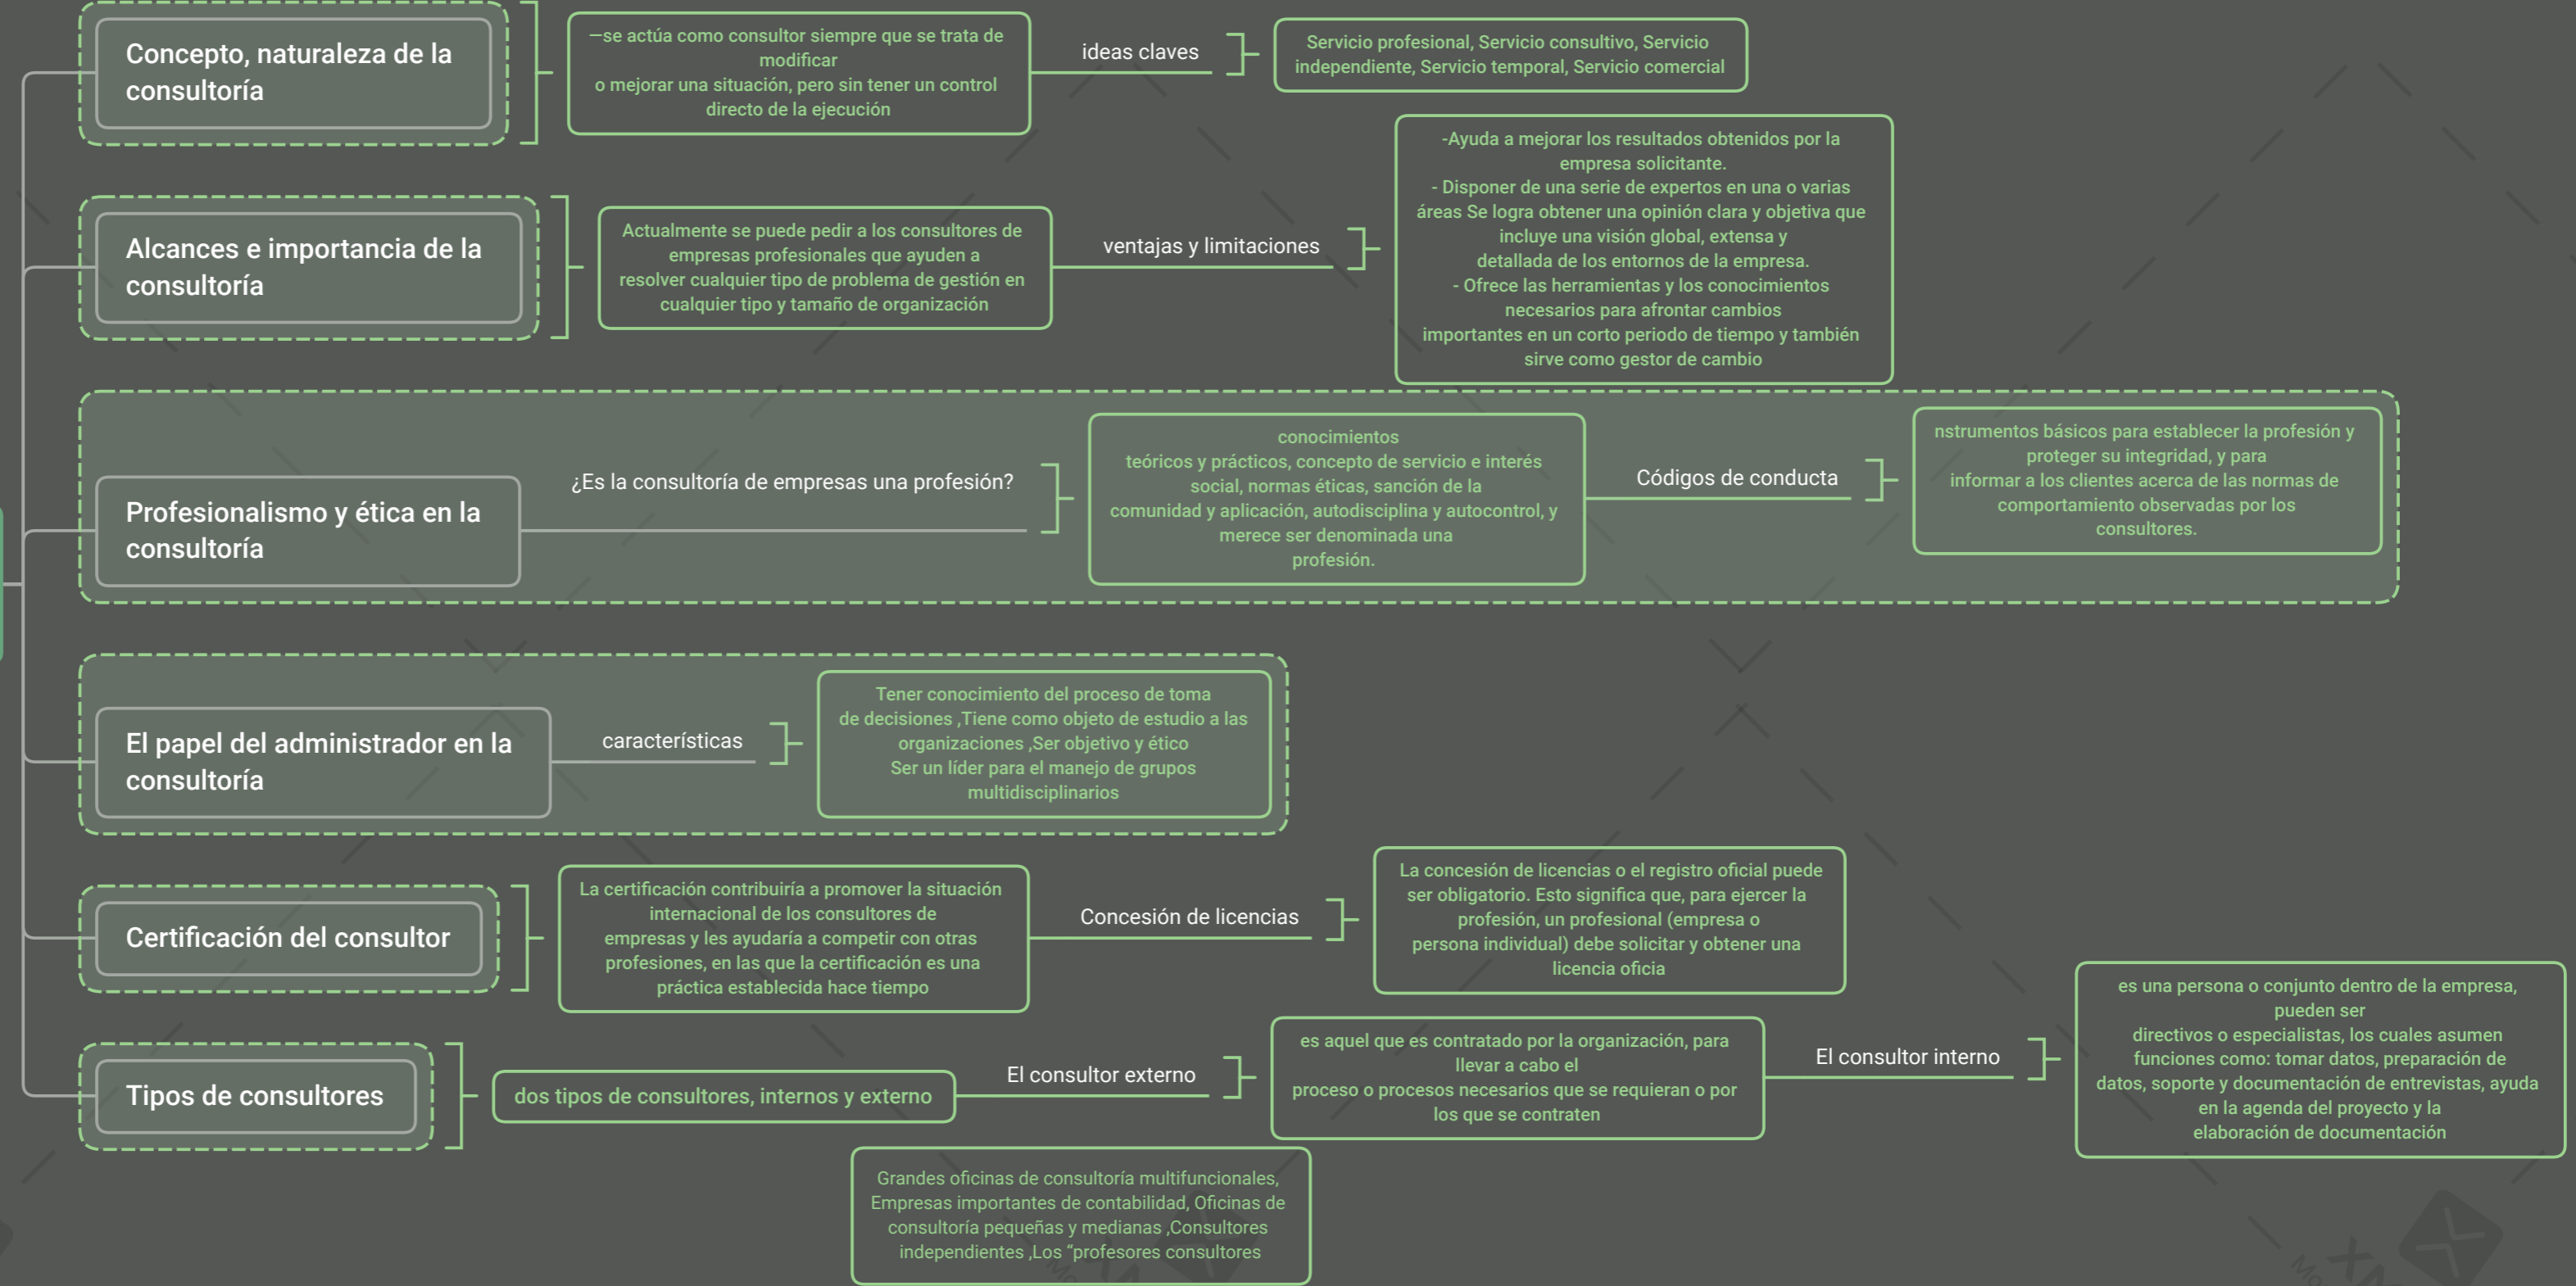 Concepto, naturaleza de la
consultoría
—se actúa como consultor siempre que se trata de
modificar
o mejorar una situación, pero sin tener un control
directo de la ejecución
ideas claves
Servicio profesional, Servicio consultivo, Servicio
independiente, Servicio temporal, Servicio comercial
Alcances e importancia de la
consultoría
Actualmente se puede pedir a los consultores de
empresas profesionales que ayuden a
resolver cualquier tipo de problema de gestión en
cualquier tipo y tamaño de organización
ventajas y limitaciones
-Ayuda a mejorar los resultados obtenidos por la
empresa solicitante.
- Disponer de una serie de expertos en una o varias
áreas Se logra obtener una opinión clara y objetiva que
incluye una visión global, extensa y
detallada de los entornos de la empresa.
- Ofrece las herramientas y los conocimientos
necesarios para afrontar cambios
importantes en un corto periodo de tiempo y también
sirve como gestor de cambio
Profesionalismo y ética en la
consultoría
¿Es la consultoría de empresas una profesión?
conocimientos
teóricos y prácticos, concepto de servicio e interés
social, normas éticas, sanción de la
comunidad y aplicación, autodisciplina y autocontrol, y
merece ser denominada una
profesión.
Códigos de conducta
nstrumentos básicos para establecer la profesión y
proteger su integridad, y para
informar a los clientes acerca de las normas de
comportamiento observadas por los
consultores.
El papel del administrador en la
consultoría
características
Tener conocimiento del proceso de toma
de decisiones ,Tiene como objeto de estudio a las
organizaciones ,Ser objetivo y ético
Ser un líder para el manejo de grupos
multidisciplinarios
Certificación del consultor
La certificación contribuiría a promover la situación
internacional de los consultores de
empresas y les ayudaría a competir con otras
profesiones, en las que la certificación es una
práctica establecida hace tiempo
Concesión de licencias
La concesión de licencias o el registro oficial puede
ser obligatorio. Esto significa que, para ejercer la
profesión, un profesional (empresa o
persona individual) debe solicitar y obtener una
licencia oficia
Tipos de consultores
dos tipos de consultores, internos y externo
El consultor externo
es aquel que es contratado por la organización, para
llevar a cabo el
proceso o procesos necesarios que se requieran o por
los que se contraten
El consultor interno
es una persona o conjunto dentro de la empresa,
pueden ser
directivos o especialistas, los cuales asumen
funciones como: tomar datos, preparación de
datos, soporte y documentación de entrevistas, ayuda
en la agenda del proyecto y la
elaboración de documentación
Grandes oficinas de consultoría multifuncionales,
Empresas importantes de contabilidad, Oficinas de
consultoría pequeñas y medianas ,Consultores
independientes ,Los “profesores consultores